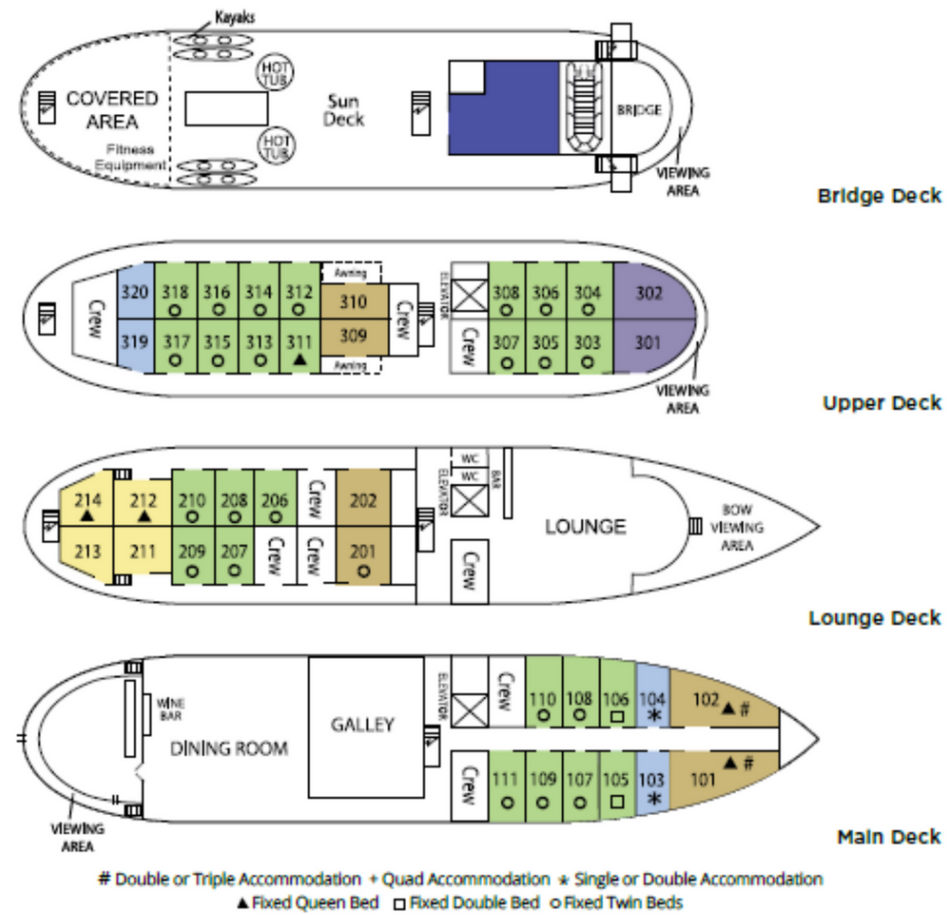 Kayaks
HOT TUB
COVERED AREA
Sun Deck
BRIDGE
HOT TUB
Fitness Equipment
VIEWING AREA
Bridge Deck
Awning
ELEVATOR
320 318 316 314 312 310 308 306 304 302
Crew
Crew
319 317 315 313 311 309 307 305 303 301
Crew
Awning
VIEWING AREA
Upper Deck
WC
WC
BAR
ELEVATOR
214 212 210 208 206 Crew 202
LOUNGE
BOW VIEWING AREA
213 211 209 207 Crew Crew 201
Crew
Lounge Deck
ELEVATOR
Crew
110 108 106 104 * 102 #
WINE BAR
GALLEY
DINING ROOM
Crew
111 109 107 105 103 * 101 #
VIEWING AREA
Main Deck
# Double or Triple Accommodation + Quad Accommodation * Single or Double Accommodation
▲ Fixed Queen Bed □ Fixed Double Bed o Fixed Twin Beds